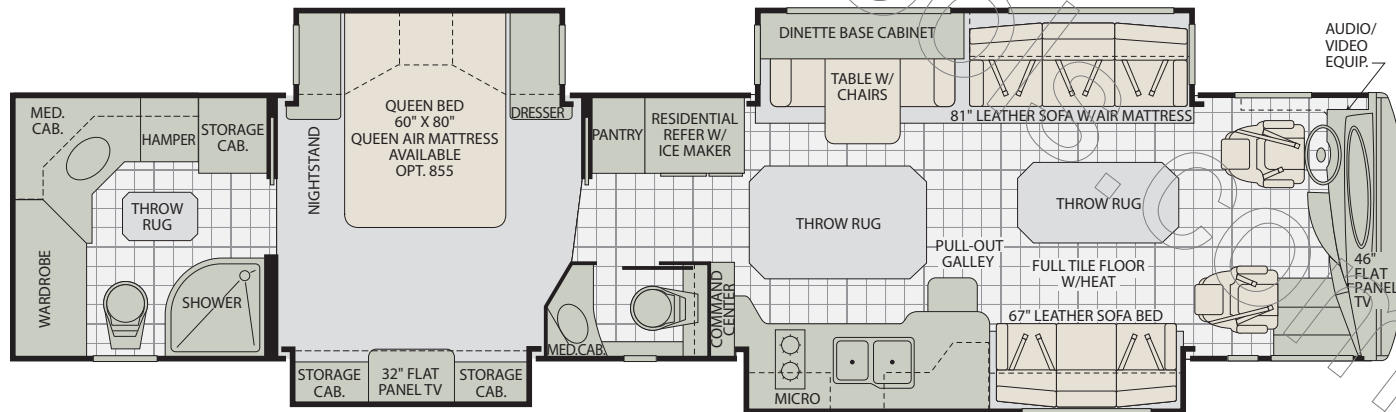 MED.
CAB.
HAMPER
STORAGE
CAB.
THROW
RUG
WARDROBE
SHOWER
NIGHTSTAND
QUEEN BED
60" X 80"
QUEEN AIR MATTRESS
AVAILABLE
OPT. 855
DRESSER
STORAGE
CAB.
32" FLAT
PANEL TV
STORAGE
CAB.
PANTRY
RESIDENTIAL
REFER W/
ICE MAKER
MED.CAB.
COMMAND
CENTER
DINETTE BASE CABINET
TABLE W/
CHAIRS
81" LEATHER SOFA W/AIR MATTRESS
THROW RUG
THROW RUG
PULL-OUT
GALLEY
FULL TILE FLOOR
W/HEAT
67" LEATHER SOFA BED
MICRO
AUDIO/
VIDEO
EQUIP.
46"
FLAT
PANEL
TV